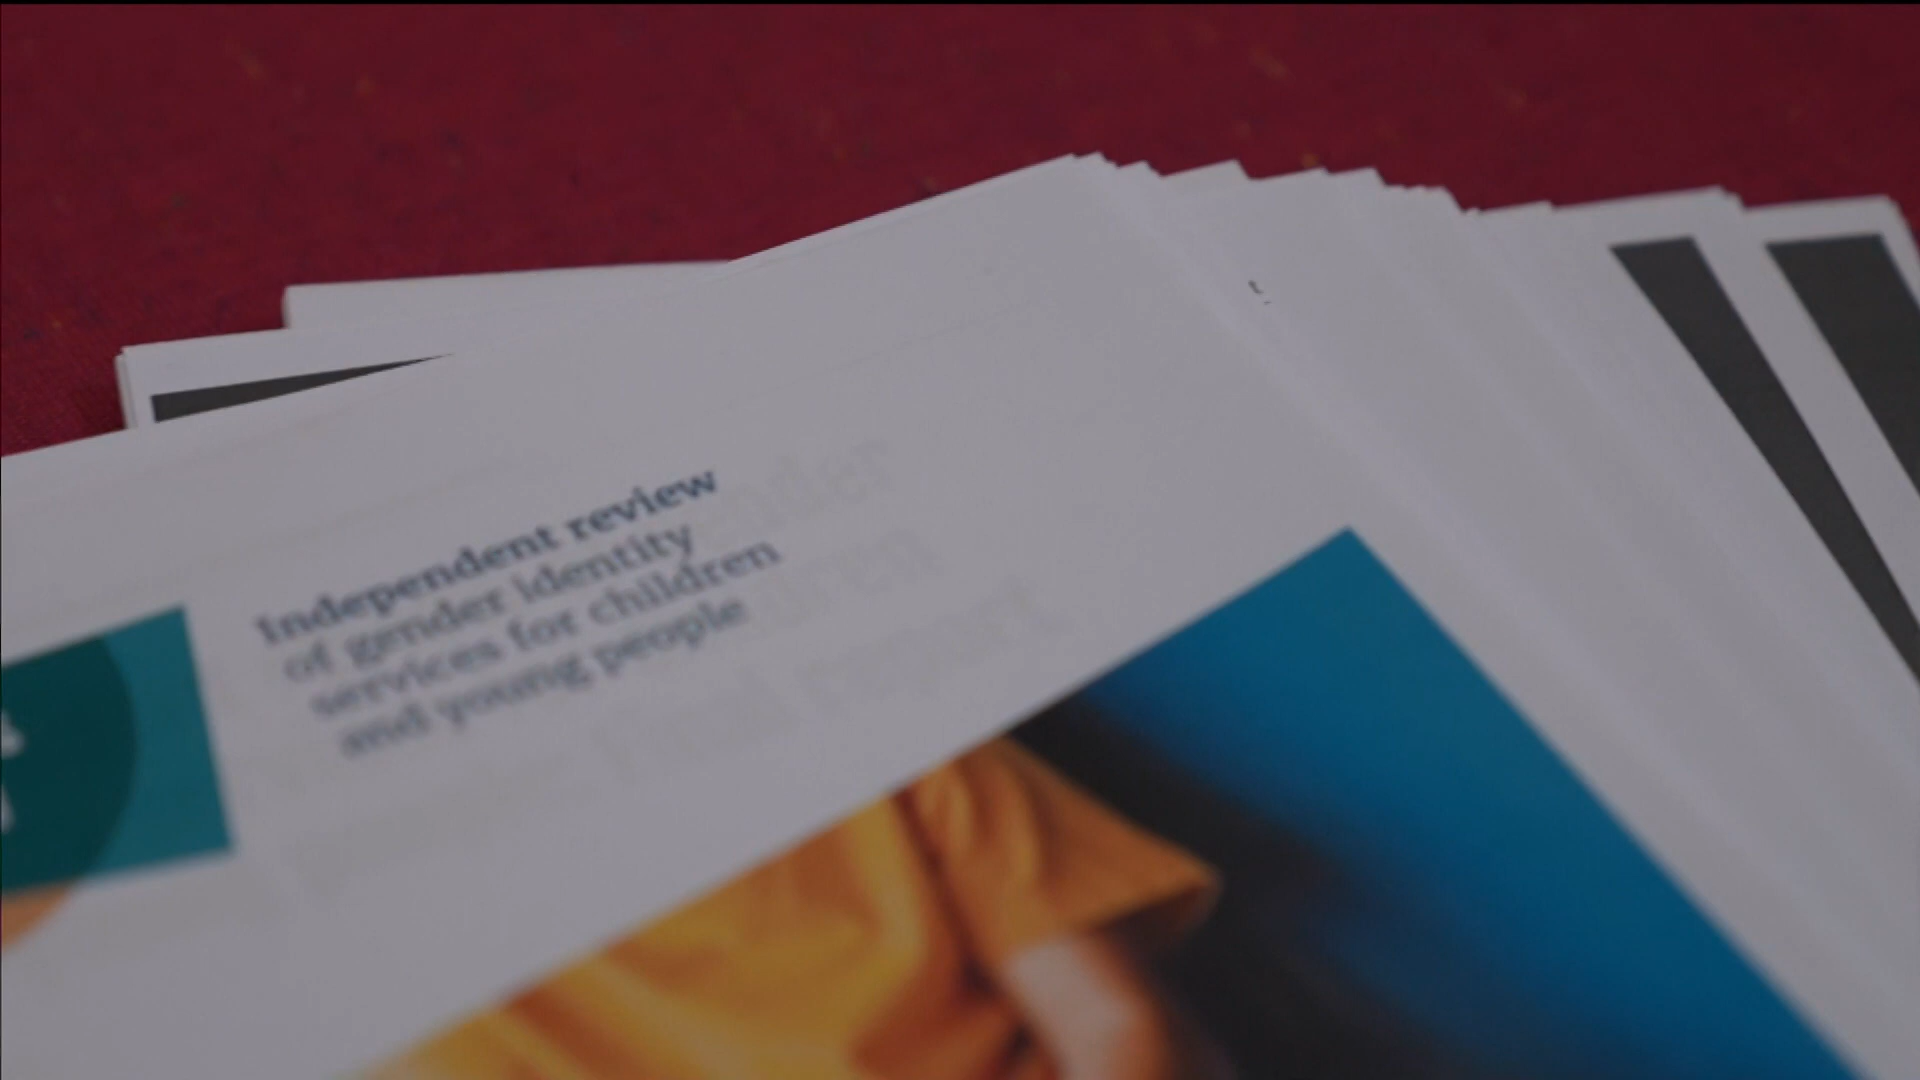 Independent review
of gender identity
services for children
and young people